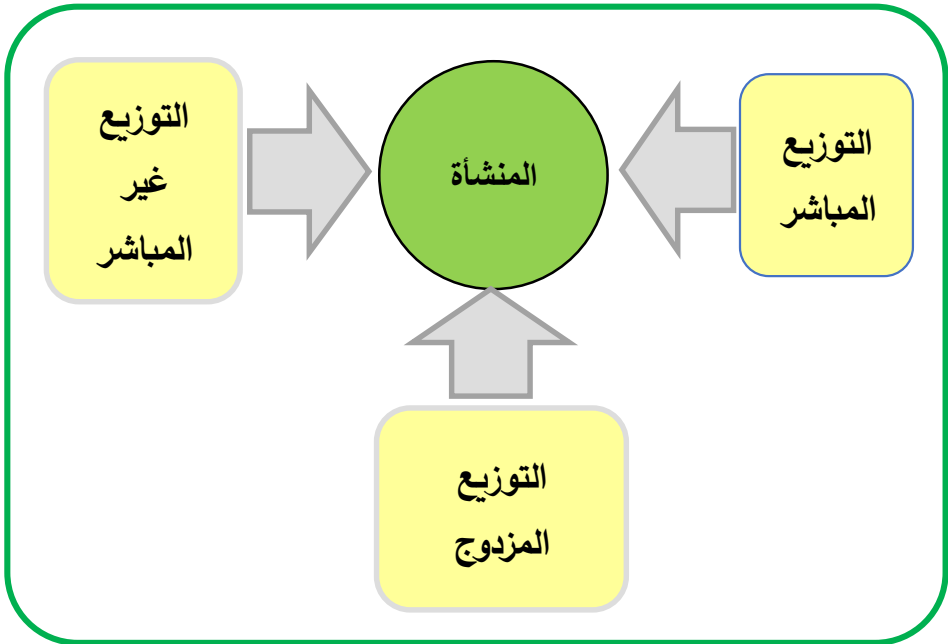 التوزيع
المباشر
المنشأة
التوزيع
غير
المباشر
التوزيع
المزدوج